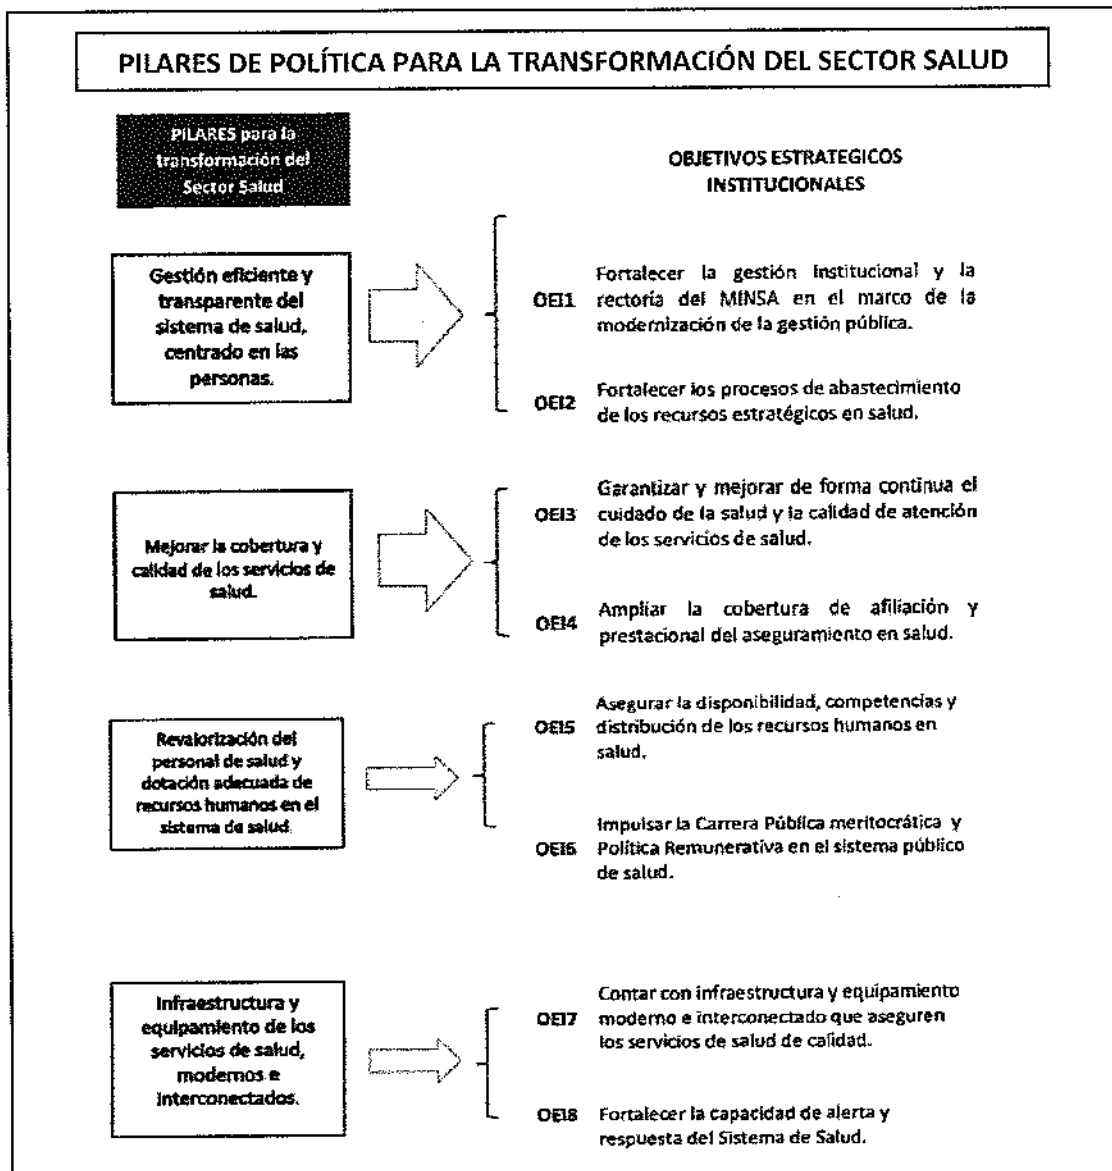 PILARES DE POLÍTICA PARA LA TRANSFORMACIÓN DEL SECTOR SALUD
PILARES para la
transformación del
Sector Salud
OBJETIVOS ESTRATEGICOS
INSTITUCIONALES
Gestión eficiente y
transparente del
sistema de salud,
centrado en las
personas.
OEI1
Fortalecer la gestión institucional y la
rectoría del MINSA en el marco de la
modernización de la gestión pública.
OEI2
Fortalecer los procesos de abastecimiento
de los recursos estratégicos en salud.
Mejorar la cobertura y
calidad de los servicios de
salud.
OEI3
Garantizar y mejorar de forma continua el
cuidado de la salud y la calidad de atención
de los servicios de salud.
OEI4
Ampliar la cobertura de afiliación y
prestacional del aseguramiento en salud.
Revalorización del
personal de salud y
dotación adecuada de
recursos humanos en el
sistema de salud.
OEI5
Asegurar la disponibilidad, competencias y
distribución de los recursos humanos en
salud.
OEI6
Impulsar la Carrera Pública meritocrática y
Política Remunerativa en el sistema público
de salud.
Infraestructura y
equipamiento de los
servicios de salud,
modernos e
interconectados.
OEI7
Contar con infraestructura y equipamiento
moderno e interconectado que aseguren
los servicios de salud de calidad.
OEI8
Fortalecer la capacidad de alerta y
respuesta del Sistema de Salud.